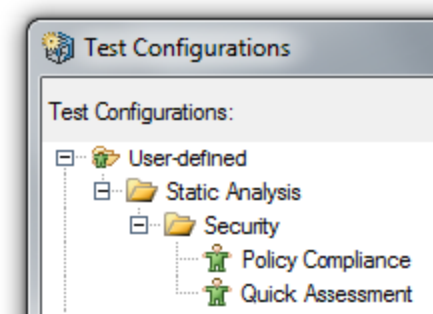 Test Configurations
Test Configurations:
User-defined
Static Analysis
Security
Policy Compliance
Quick Assessment